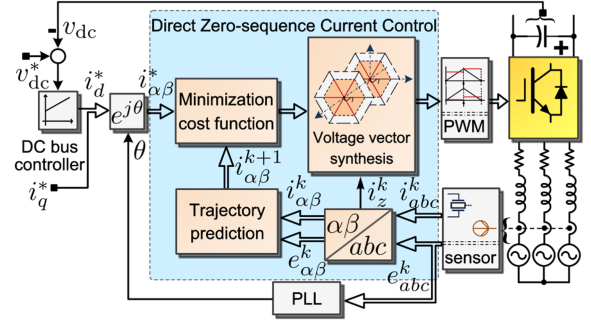 Direct Zero-sequence Current Control
-
v_dc
v*_dc
i*_d
i*_αβ
e^{jθ}
DC bus
controller
i*_q
θ
Minimization
cost function
i^{k+1}_αβ
Trajectory
prediction
Voltage vector
synthesis
i^k_αβ
i^k_z
i^k_abc
αβ
abc
e^k_αβ
e^k_abc
PLL
PWM
+
sensor